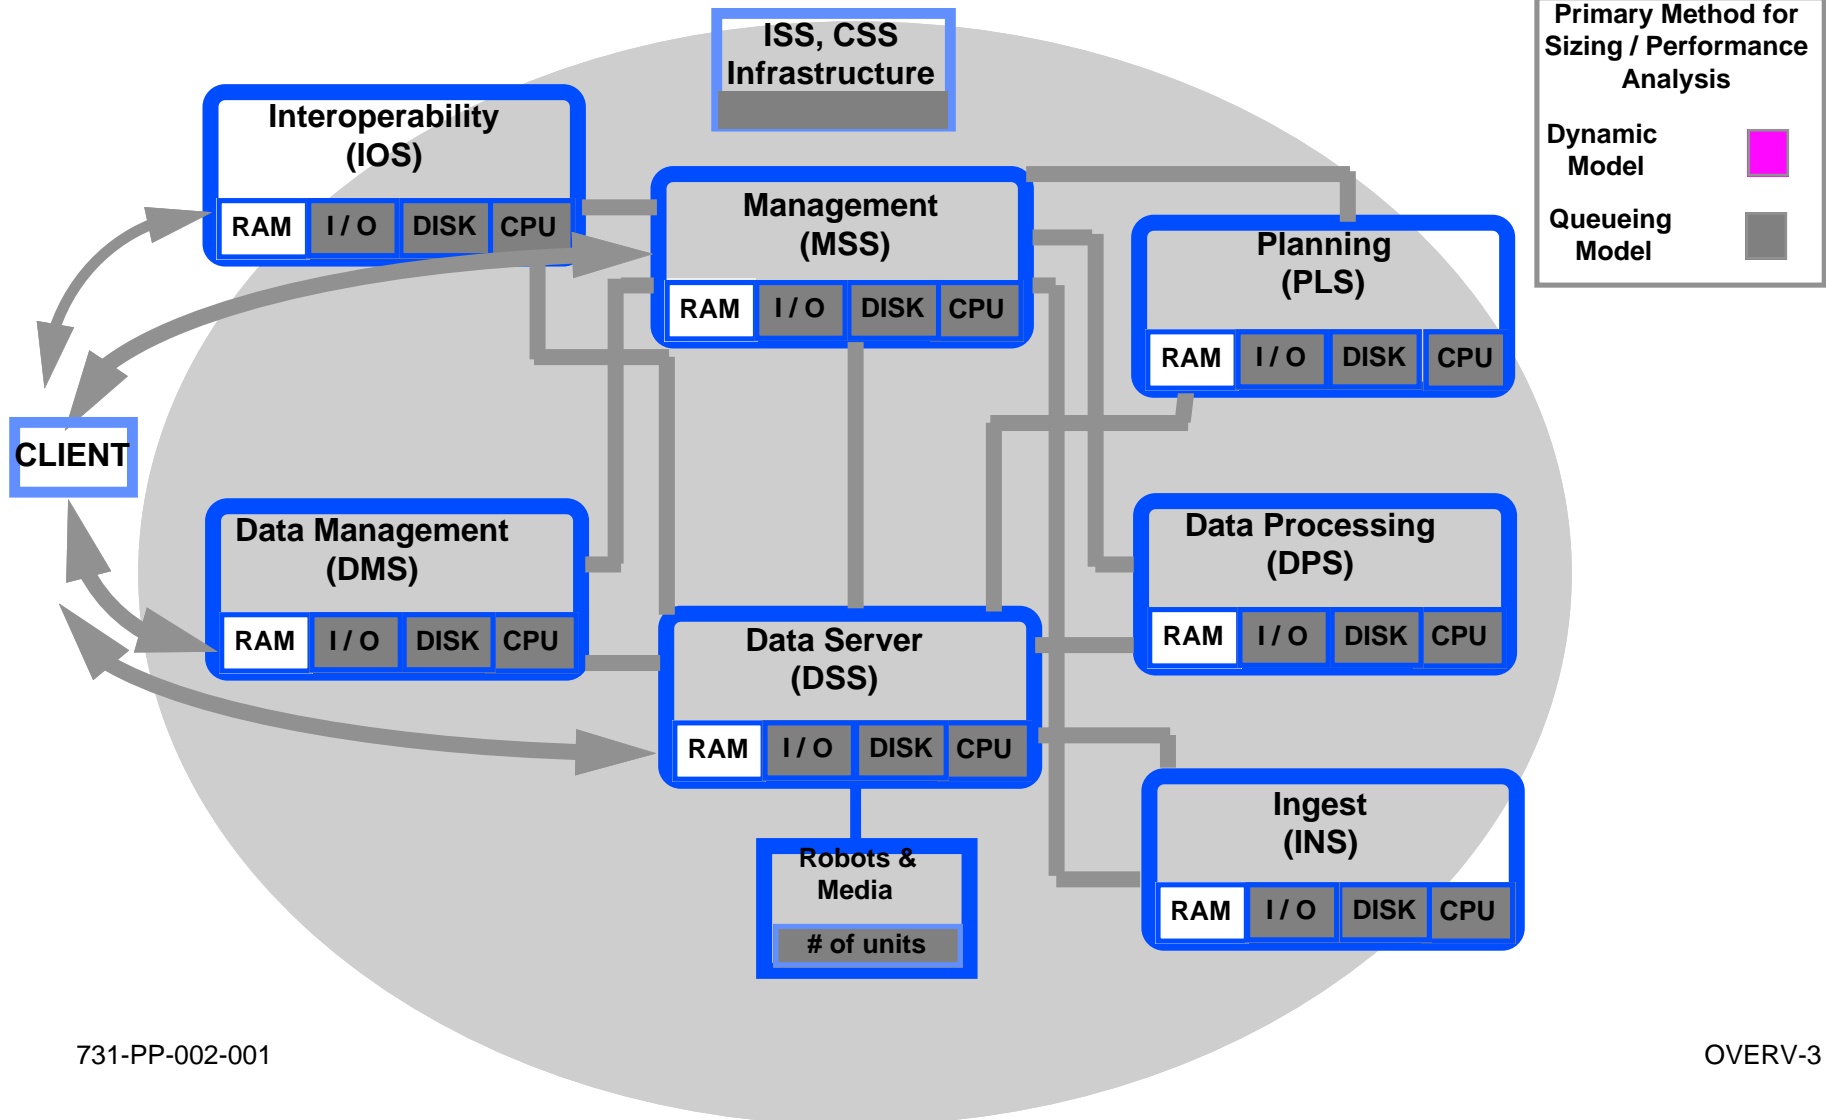 ISS, CSS
Infrastructure
Primary Method for
Sizing / Performance
Analysis
Dynamic
Model
Queueing
Model
Interoperability
(IOS)
RAM I / O DISK CPU
Management
(MSS)
RAM I / O DISK CPU
Planning
(PLS)
RAM I / O DISK CPU
CLIENT
Data Management
(DMS)
RAM I / O DISK CPU
Data Processing
(DPS)
RAM I / O DISK CPU
Data Server
(DSS)
RAM I / O DISK CPU
Ingest
(INS)
RAM I / O DISK CPU
Robots &
Media
# of units
731-PP-002-001
OVERV-3